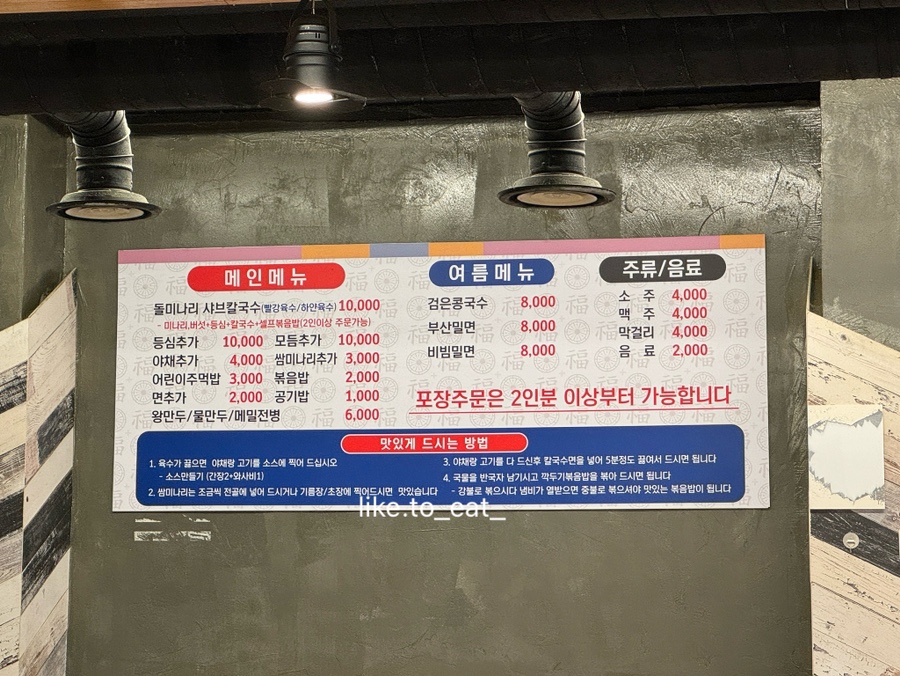 메인메뉴
돌미나리 샤브칼국수(빨강육수/하얀육수) 10,000
- 미나리,버섯+등심+칼국수+셀프볶음밥(2인이상 주문가능)
등심추가 10,000 모듬추가 10,000
야채추가 4,000 쌈미나리추가 3,000
어린이주먹밥 3,000 볶음밥 2,000
면추가 2,000 공기밥 1,000
왕만두/물만두/메밀전병 6,000
여름메뉴
검은콩국수 8,000
부산밀면 8,000
비빔밀면 8,000
주류/음료
소 주 4,000
맥 주 4,000
막걸리 4,000
음 료 2,000
포장주문은 2인분 이상부터 가능합니다
맛있게 드시는 방법
1. 육수가 끓으면 야채랑 고기를 소스에 찍어 드십시오
- 소스만들기 (간장2+와사비1)
2. 쌈미나리는 조금씩 전골에 넣어 드시거나 기름장/초장에 찍어드시면 맛있습니다
3. 야채랑 고기를 다 드신후 칼국수면을 넣어 5분정도 끓여서 드시면 됩니다
4. 국물을 반국자 남기시고 깍두기볶음밥을 볶아 드시면 됩니다
- 강불로 볶으시다 냄비가 열받으면 중불로 볶으셔야 맛있는 볶음밥이 됩니다
like.to_eat_
福